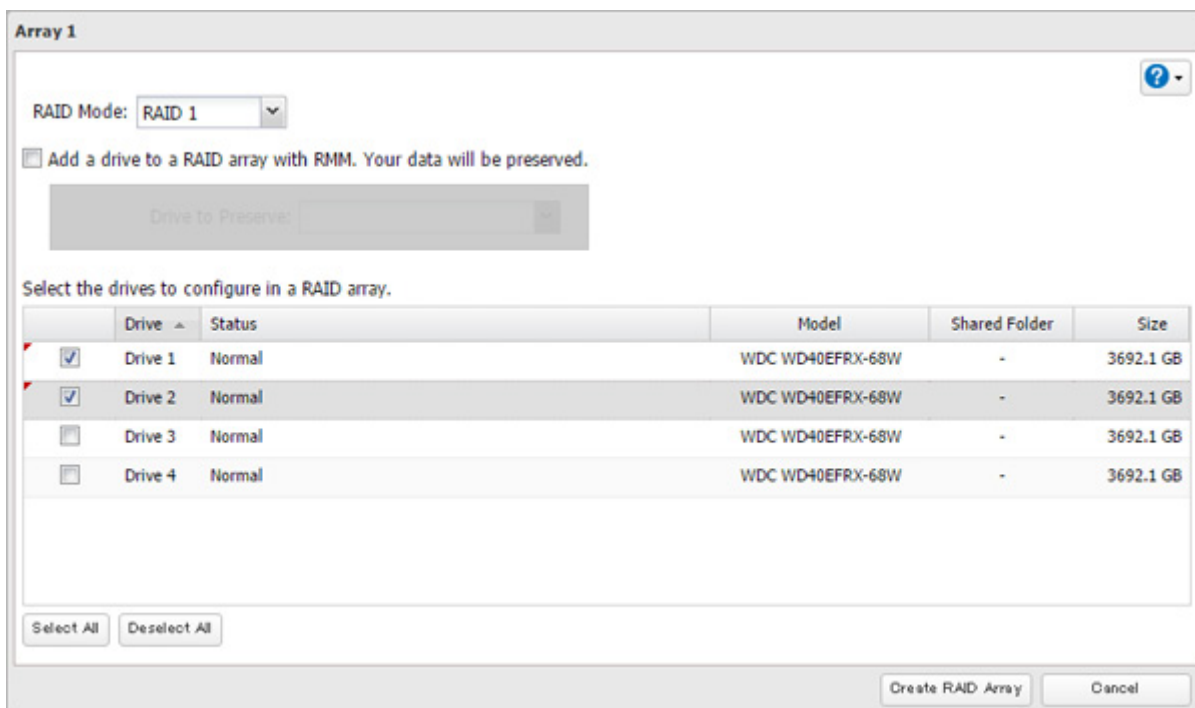 Array 1
RAID Mode: RAID 1
Add a drive to a RAID array with RMM. Your data will be preserved.
Drive to Preserve:
Select the drives to configure in a RAID array.
Drive Status Model Shared Folder Size
Drive 1 Normal WDC WD40EFRX-68W - 3692.1 GB
Drive 2 Normal WDC WD40EFRX-68W - 3692.1 GB
Drive 3 Normal WDC WD40EFRX-68W - 3692.1 GB
Drive 4 Normal WDC WD40EFRX-68W - 3692.1 GB
Select All Deselect All
Create RAID Array Cancel